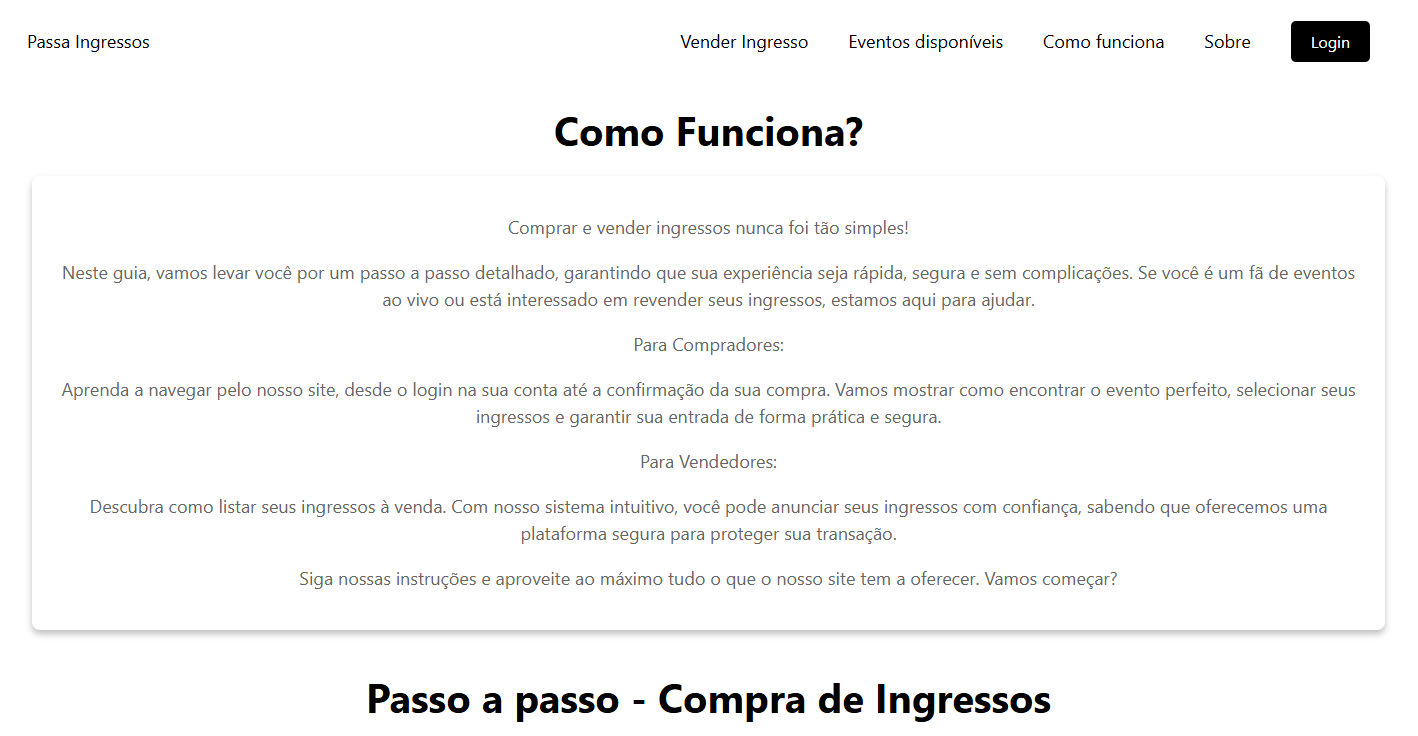 Passa Ingressos
Vender Ingresso
Eventos disponíveis
Como funciona
Sobre
Login
Como Funciona?
Comprar e vender ingressos nunca foi tão simples!
Neste guia, vamos levar você por um passo a passo detalhado, garantindo que sua experiência seja rápida, segura e sem complicações. Se você é um fã de eventos
ao vivo ou está interessado em revender seus ingressos, estamos aqui para ajudar.
Para Compradores:
Aprenda a navegar pelo nosso site, desde o login na sua conta até a confirmação da sua compra. Vamos mostrar como encontrar o evento perfeito, selecionar seus
ingressos e garantir sua entrada de forma prática e segura.
Para Vendedores:
Descubra como listar seus ingressos à venda. Com nosso sistema intuitivo, você pode anunciar seus ingressos com confiança, sabendo que oferecemos uma
plataforma segura para proteger sua transação.
Siga nossas instruções e aproveite ao máximo tudo o que o nosso site tem a oferecer. Vamos começar?
Passo a passo - Compra de Ingressos